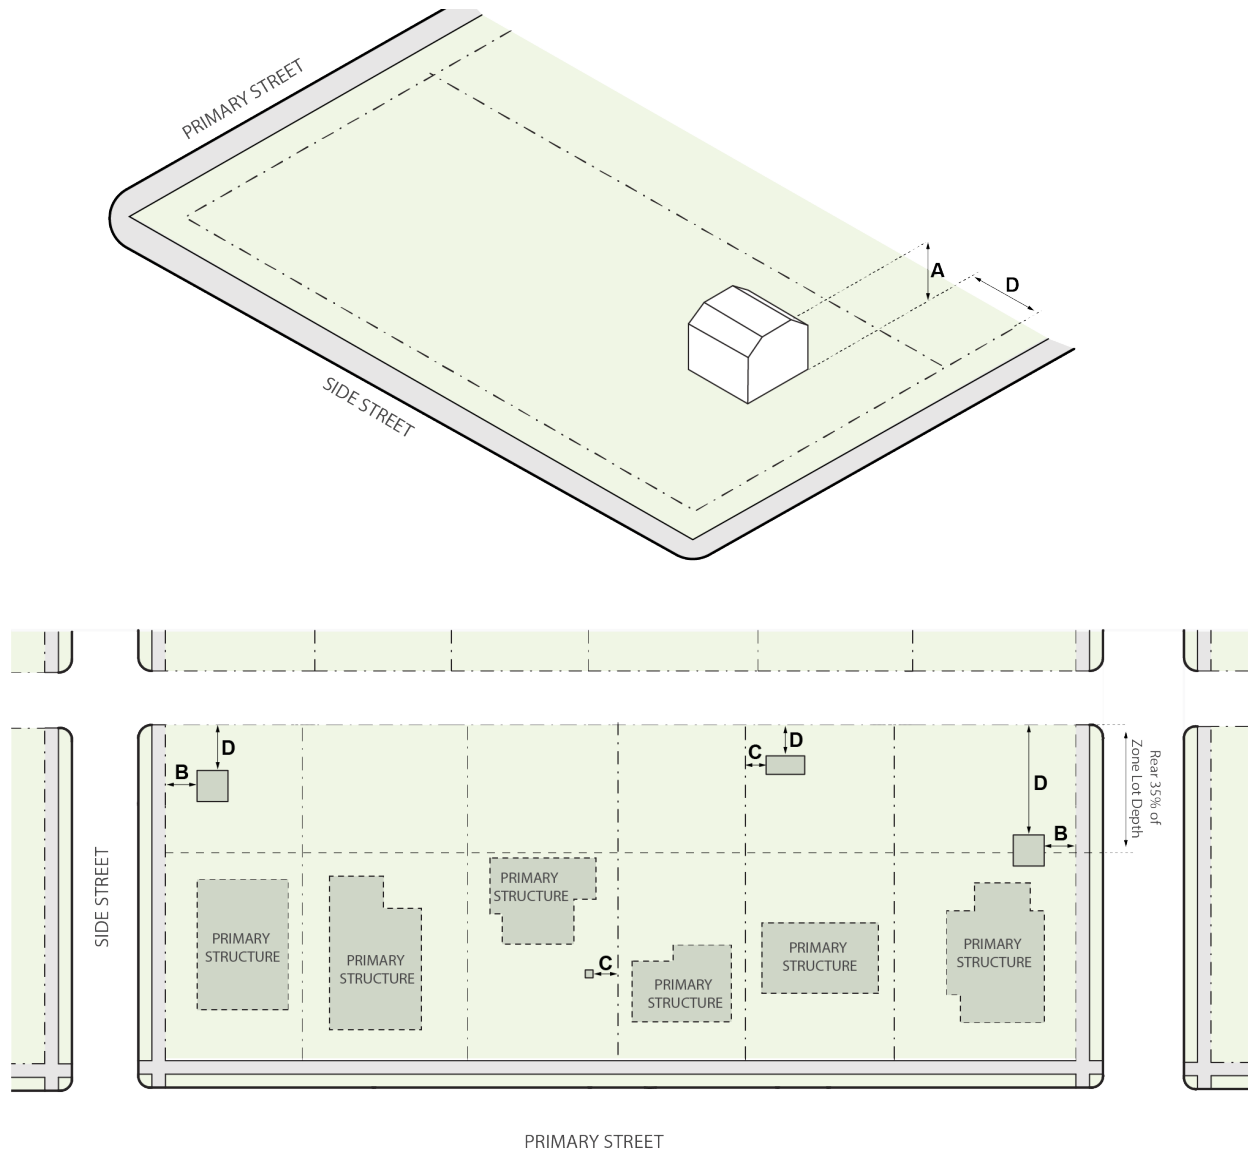 PRIMARY STREET
A
D
SIDE STREET
D
B
C
D
D
B
Rear 35% of
Zone Lot Depth
SIDE STREET
PRIMARY
STRUCTURE
PRIMARY
STRUCTURE
PRIMARY
STRUCTURE
C
PRIMARY
STRUCTURE
PRIMARY
STRUCTURE
PRIMARY
STRUCTURE
PRIMARY STREET